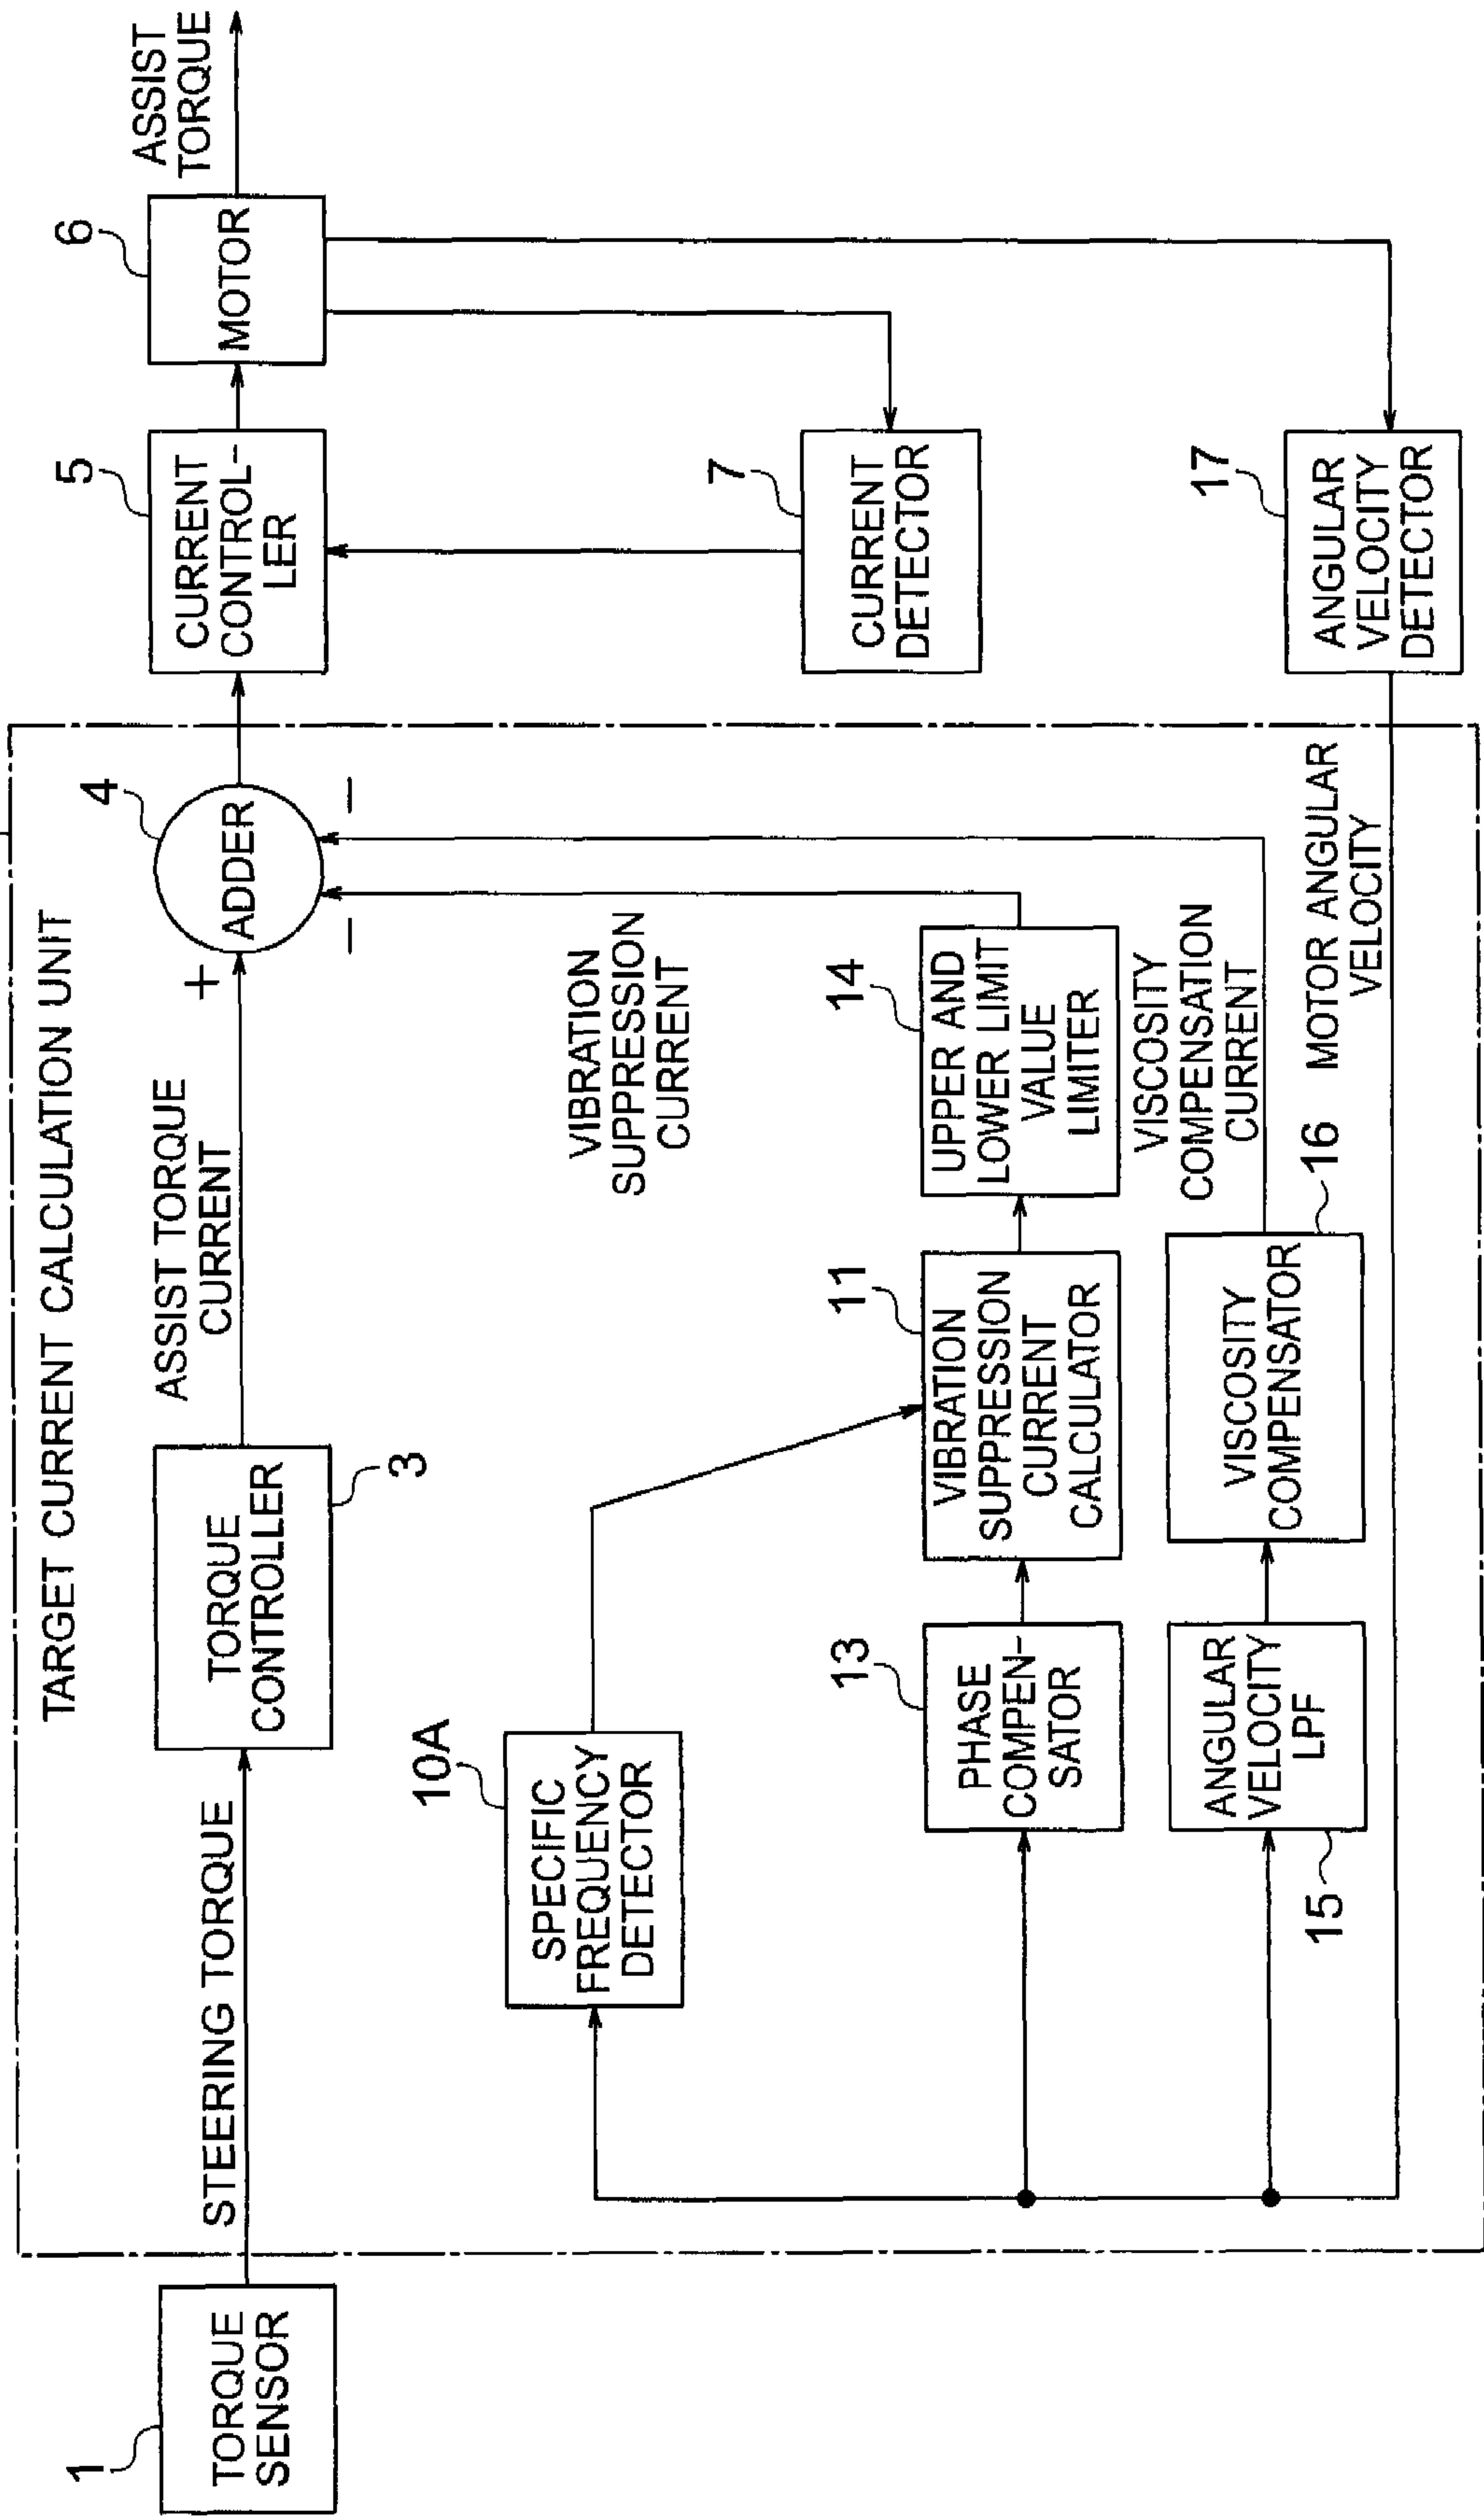 TARGET CURRENT CALCULATION UNIT
1
TORQUE
SENSOR
STEERING TORQUE
TORQUE
CONTROLLER
3
ASSIST TORQUE
CURRENT
+
4
ADDER
−
−
5
CURRENT
CONTROL-
LER
6
MOTOR
ASSIST
TORQUE
10A
SPECIFIC
FREQUENCY
DETECTOR
VIBRATION
SUPPRESSION
CURRENT
7
CURRENT
DETECTOR
13
PHASE
COMPEN-
SATOR
11
VIBRATION
SUPPRESSION
CURRENT
CALCULATOR
14
UPPER AND
LOWER LIMIT
VALUE
LIMITER
ANGULAR
VELOCITY
LPF
15
VISCOSITY
COMPENSATOR
16
VISCOSITY
COMPENSATION
CURRENT
MOTOR ANGULAR
VELOCITY
17
ANGULAR
VELOCITY
DETECTOR